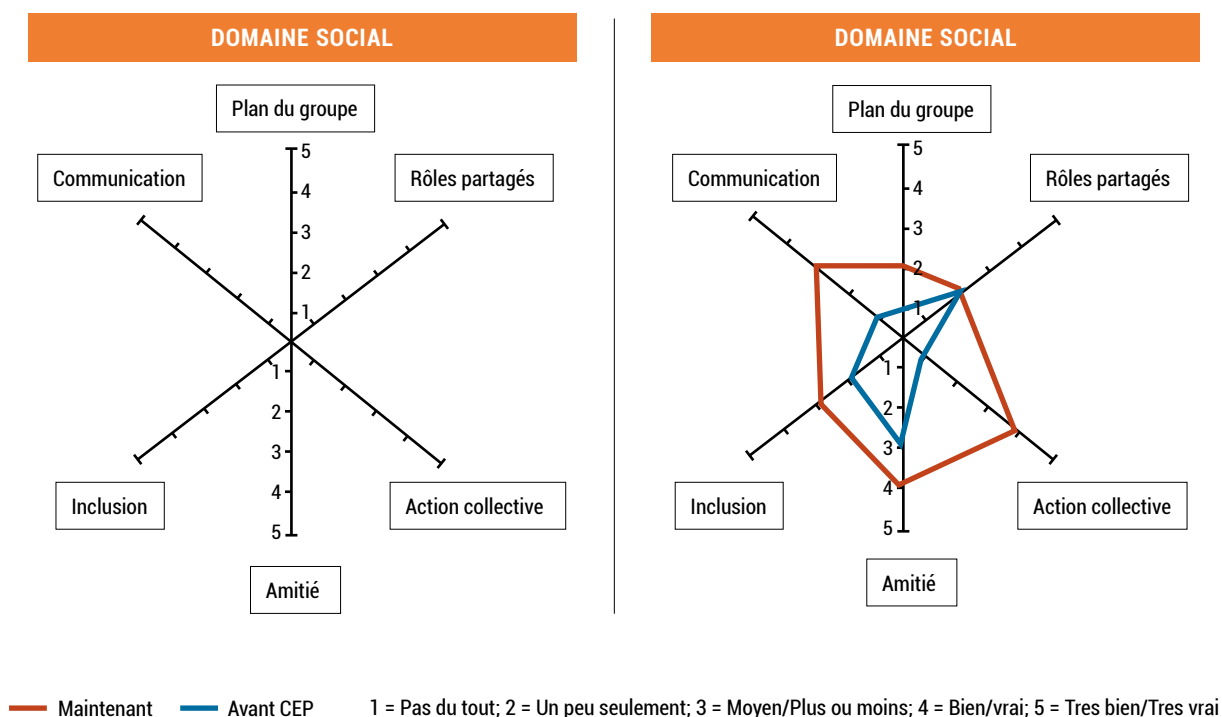 DOMAINE SOCIAL
Plan du groupe
Communication
Rôles partagés
5
4
3
2
1
1
2
3
4
5
Inclusion
Action collective
Amitié
DOMAINE SOCIAL
Plan du groupe
Communication
Rôles partagés
5
4
3
2
1
1
2
3
4
5
Inclusion
Action collective
Amitié
Maintenant
Avant CEP
1 = Pas du tout; 2 = Un peu seulement; 3 = Moyen/Plus ou moins; 4 = Bien/vrai; 5 = Tres bien/Tres vrai